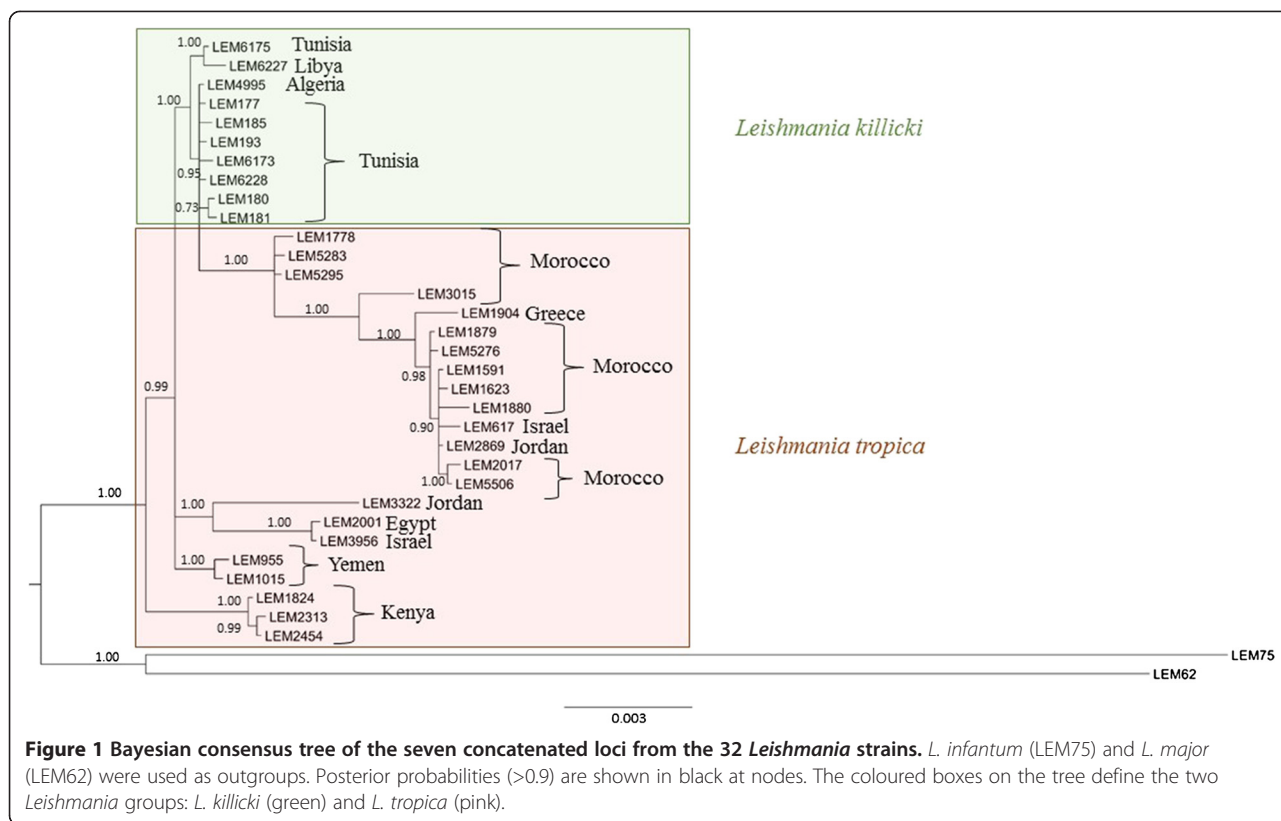 1.00 LEM6175 Tunisia
LEM6227 Libya
LEM4995 Algeria
1.00 LEM177
LEM185
LEM193
LEM6173 Tunisia
0.95 LEM6228
LEM180
0.73 LEM181
Leishmania killicki
LEM1778
1.00 LEM5283 Morocco
LEM5295
LEM3015
1.00 LEM1904 Greece
1.00 LEM1879
LEM5276
0.98 LEM1591 Morocco
LEM1623
0.99 LEM1880
0.90 LEM617 Israel
LEM2869 Jordan
Leishmania tropica
LEM2017
1.00 LEM5506 Morocco
1.00 1.00 LEM3322 Jordan
1.00 LEM2001 Egypt
LEM3956 Israel
1.00 LEM955 Yemen
LEM1015
1.00 LEM1824
LEM2313 Kenya
0.99 LEM2454
1.00 LEM75
LEM62
0.003
Figure 1 Bayesian consensus tree of the seven concatenated loci from the 32 Leishmania strains. L. infantum (LEM75) and L. major
(LEM62) were used as outgroups. Posterior probabilities (>0.9) are shown in black at nodes. The coloured boxes on the tree define the two
Leishmania groups: L. killicki (green) and L. tropica (pink).